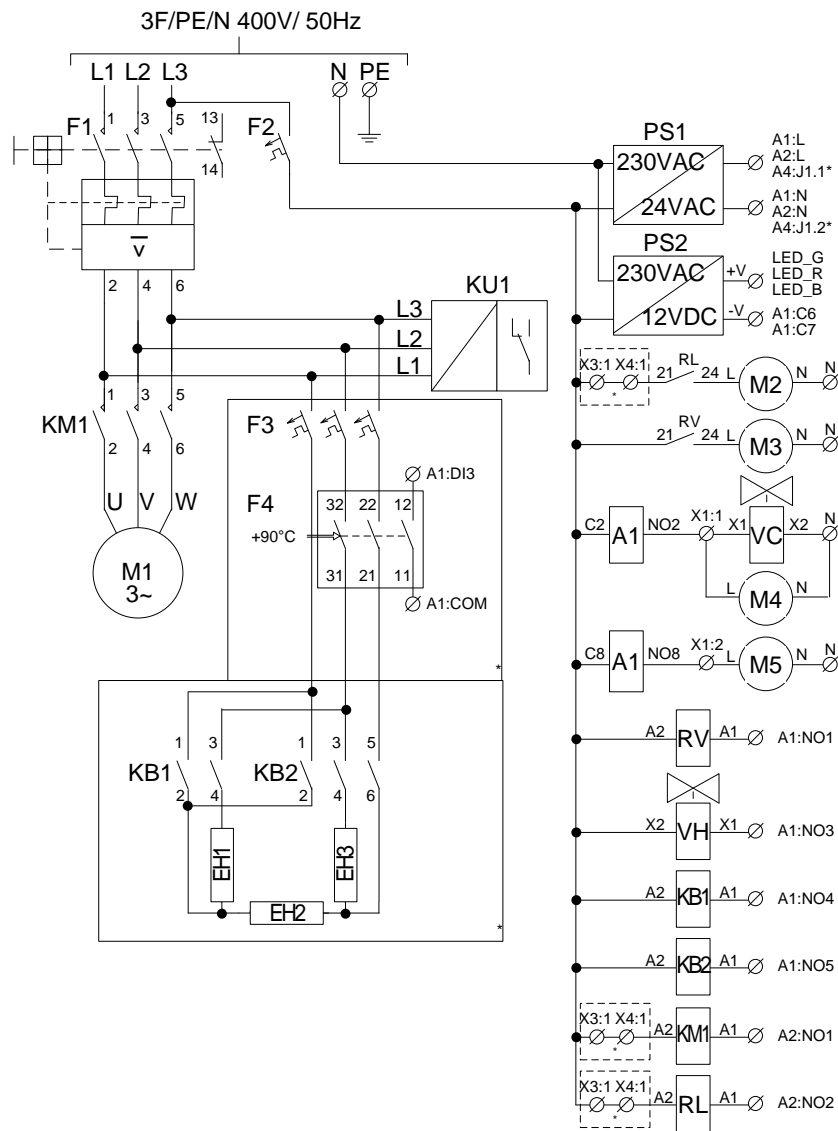 3F/PE/N 400V/ 50Hz
L1 L2 L3 N PE
F1 1 3 5 13 F2
14
PS1
230VAC
24VAC
A1:L
A2:L
A4:J1.1*
A1:N
A2:N
A4:J1.2*
v
2 4 6
PS2
230VAC +V
12VDC -V
LED_G
LED_R
LED_B
A1:C6
A1:C7
KU1
L3
L2
L1
X3:1 X4:1 * 21 RL 24 L M2 N N
KM1 1 3 5
2 4 6
F3
21 RV 24 L M3 N N
U V W
M1
3~
F4
+90°C
32 22 12
31 21 11
A1:DI3
A1:COM
*
C2 A1 NO2 X1:1 X1 VC X2 N
L M4 N
C8 A1 NO8 X1:2 L M5 N N
KB1 1 3
2 4
KB2 1 3 5
2 4 6
EH1
EH2
EH3
*
A2 RV A1 A1:NO1
X2 VH X1 A1:NO3
A2 KB1 A1 A1:NO4
A2 KB2 A1 A1:NO5
X3:1 X4:1 * A2 KM1 A1 A2:NO1
X3:1 X4:1 * A2 RL A1 A2:NO2